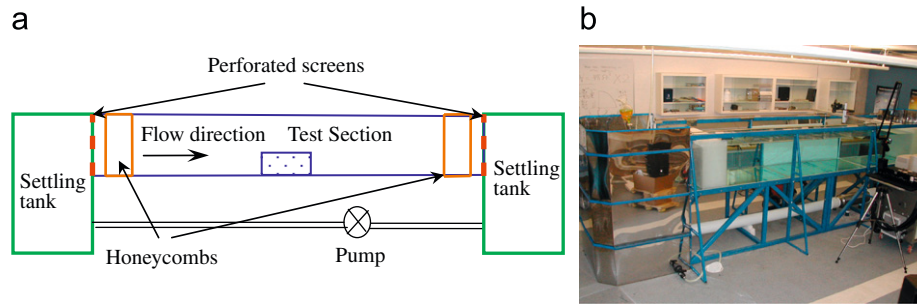 a
b
Perforated screens
Flow direction
Test Section
Settling
tank
Settling
tank
Honeycombs
Pump